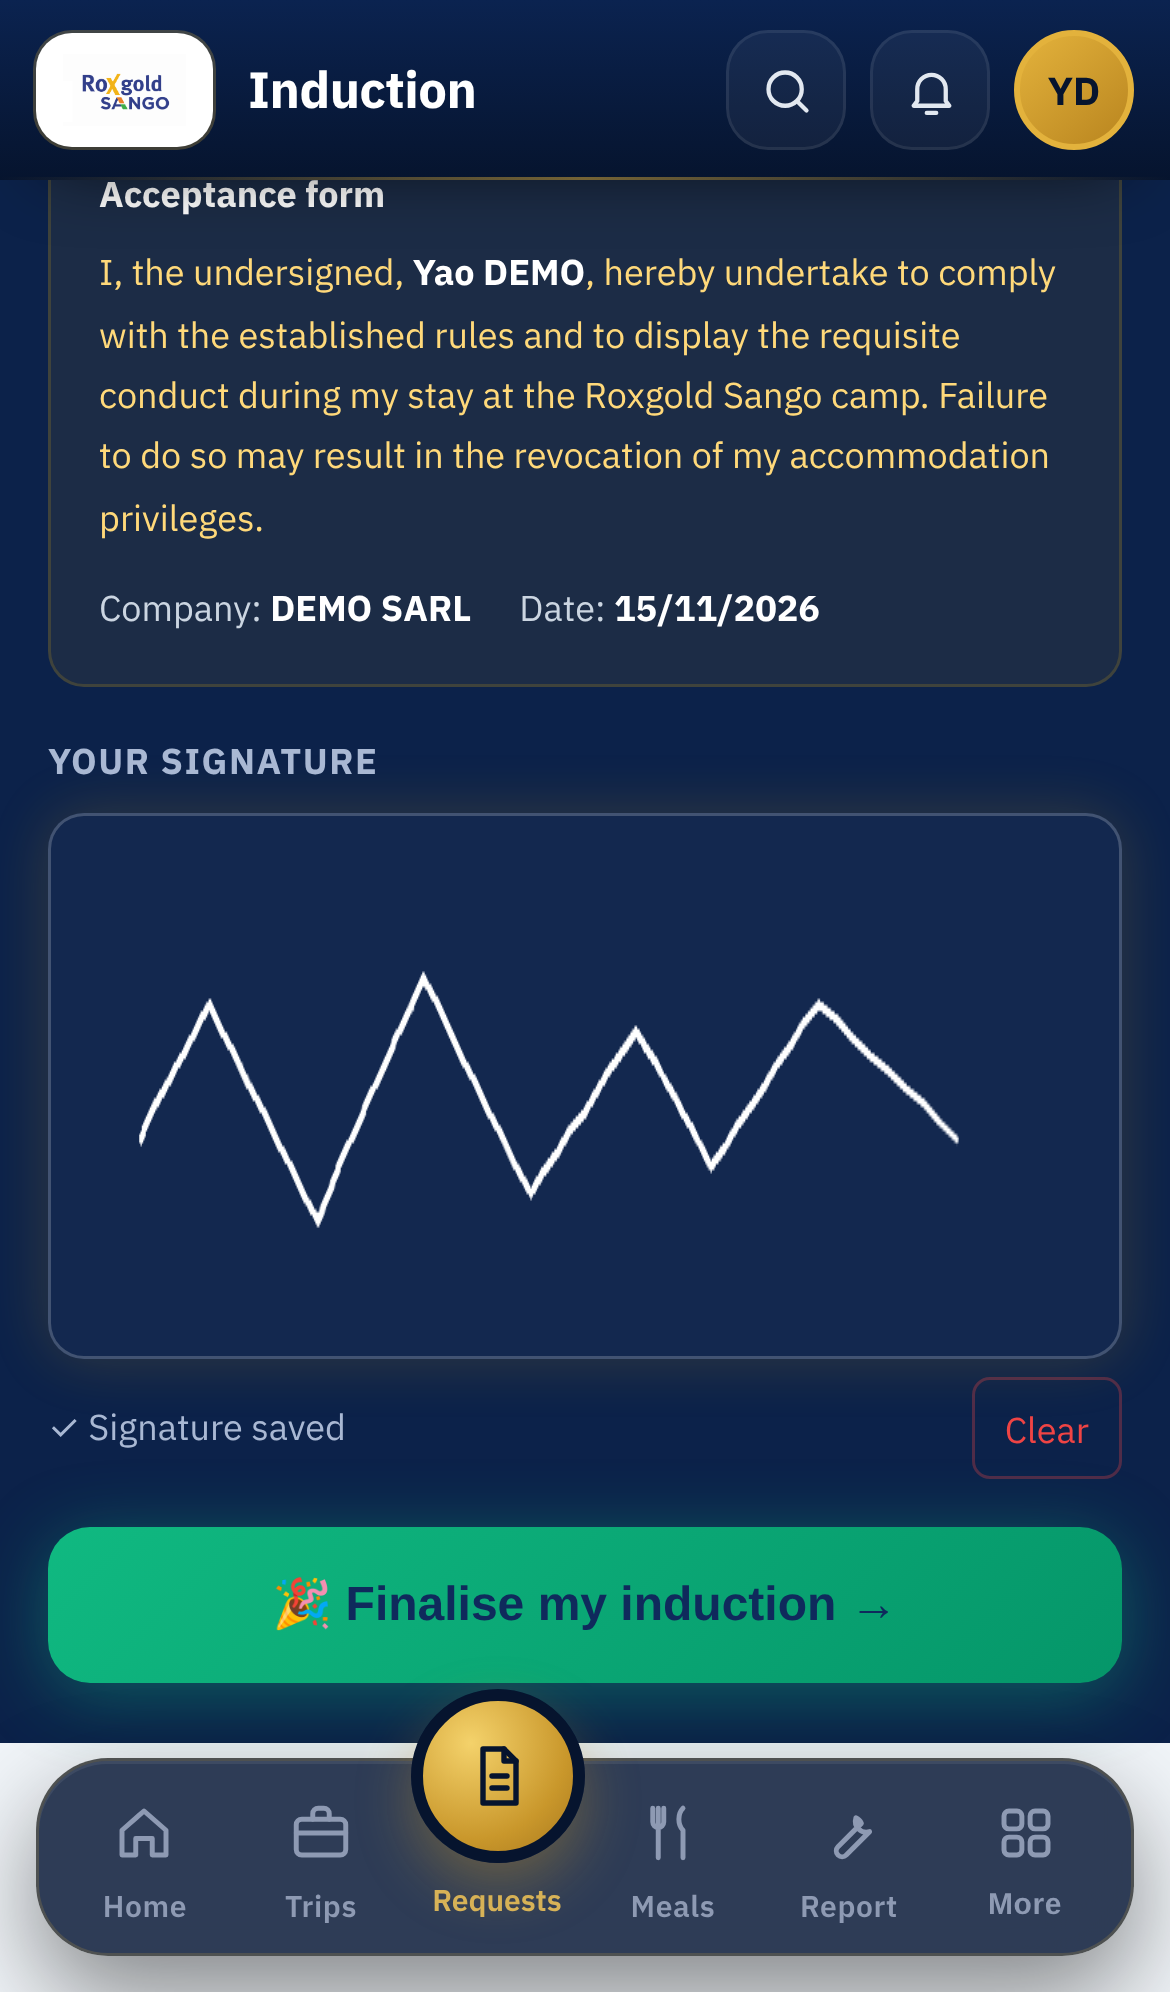 Roxgold
SANGO
Induction
YD
Acceptance form
I, the undersigned, Yao DEMO, hereby undertake to comply
with the established rules and to display the requisite
conduct during my stay at the Roxgold Sango camp. Failure
to do so may result in the revocation of my accommodation
privileges.
Company: DEMO SARL Date: 15/11/2026
YOUR SIGNATURE
✓ Signature saved
Clear
🎉 Finalise my induction →
Home
Trips
Requests
Meals
Report
More